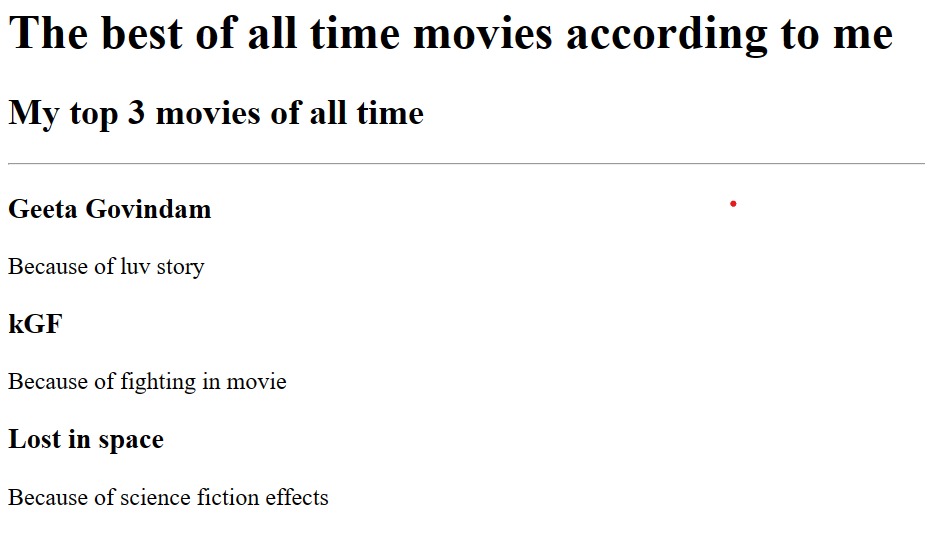 The best of all time movies according to me
My top 3 movies of all time
Geeta Govindam
Because of luv story
kGF
Because of fighting in movie
Lost in space
Because of science fiction effects